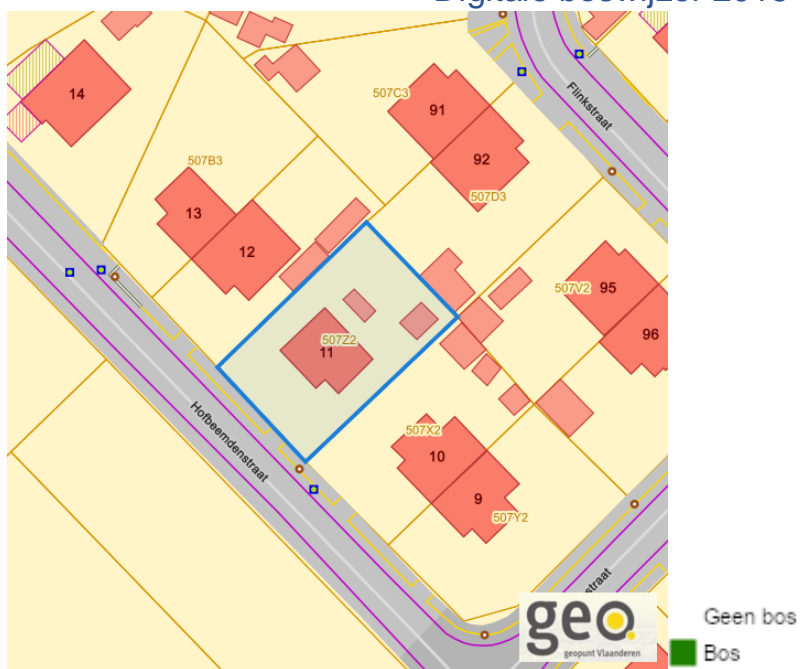 14
507C3
91
92
Flinkstraat
507B3
507D3
13
12
507V2
95
507Z2
11
96
507X2
10
Hofbeemdenstraat
9
507Y2
straat
geo.
geopunt Vlaanderen
Geen bos
Bos